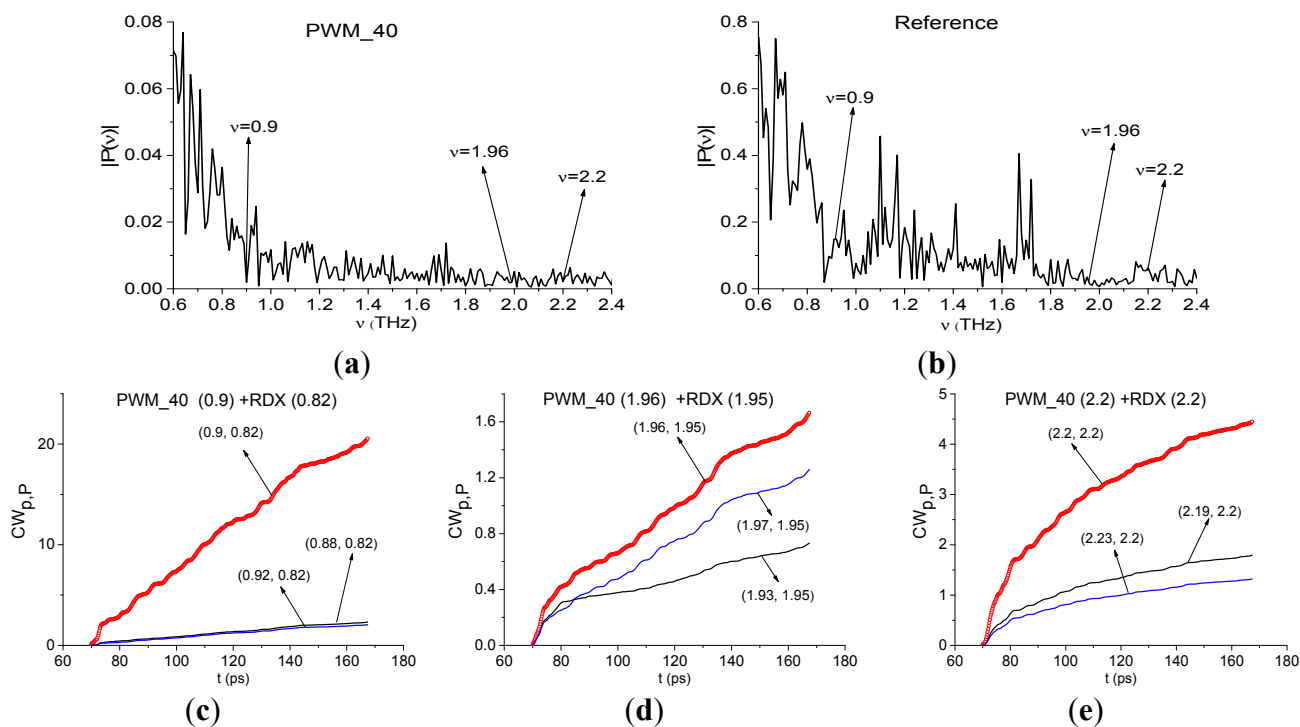 PWM_40
0.08
0.06
0.04
0.02
0.00
|P(ν)|
ν=0.9
ν=1.96
ν=2.2
0.6 0.8 1.0 1.2 1.4 1.6 1.8 2.0 2.2 2.4
ν (THz)
(a)
Reference
0.8
0.6
0.4
0.2
0.0
|P(ν)|
ν=0.9
ν=1.96
ν=2.2
0.6 0.8 1.0 1.2 1.4 1.6 1.8 2.0 2.2 2.4
ν (THz)
(b)
PWM_40 (0.9) +RDX (0.82)
(0.9, 0.82)
20
10
0
CWp,P
(0.88, 0.82)
(0.92, 0.82)
60 80 100 120 140 160 180
t (ps)
(c)
PWM_40 (1.96) +RDX (1.95)
(1.96, 1.95)
1.6
1.2
0.8
0.4
0.0
CWp,P
(1.97, 1.95)
(1.93, 1.95)
60 80 100 120 140 160 180
t (ps)
(d)
PWM_40 (2.2) +RDX (2.2)
(2.2, 2.2)
5
4
3
2
1
0
CWp,P
(2.19, 2.2)
(2.23, 2.2)
60 80 100 120 140 160 180
t (ps)
(e)